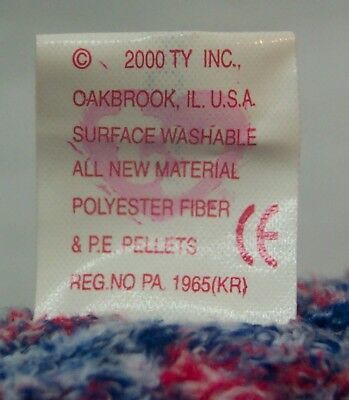 © 2000 TY INC.,
OAKBROOK, IL. U.S.A.
SURFACE WASHABLE
ALL NEW MATERIAL
POLYESTER FIBER
& P.E. PELLETS CE
REG.NO PA. 1965(KR)